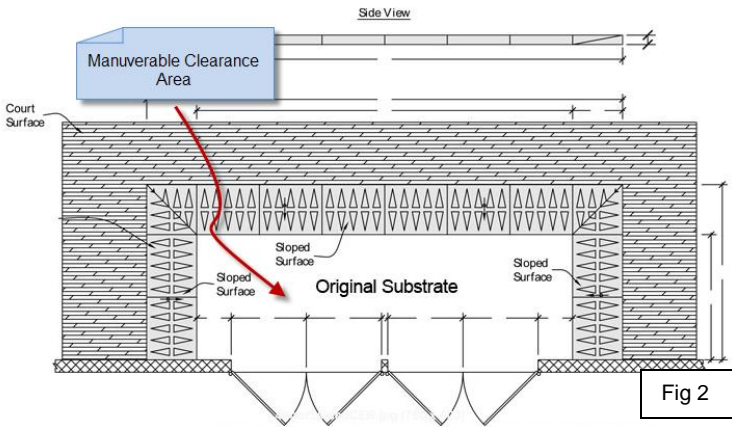 Side View
Manuverable Clearance
Area
Court
Surface
Sloped
Surface
Sloped
Surface
Sloped
Surface
Original Substrate
Fig 2